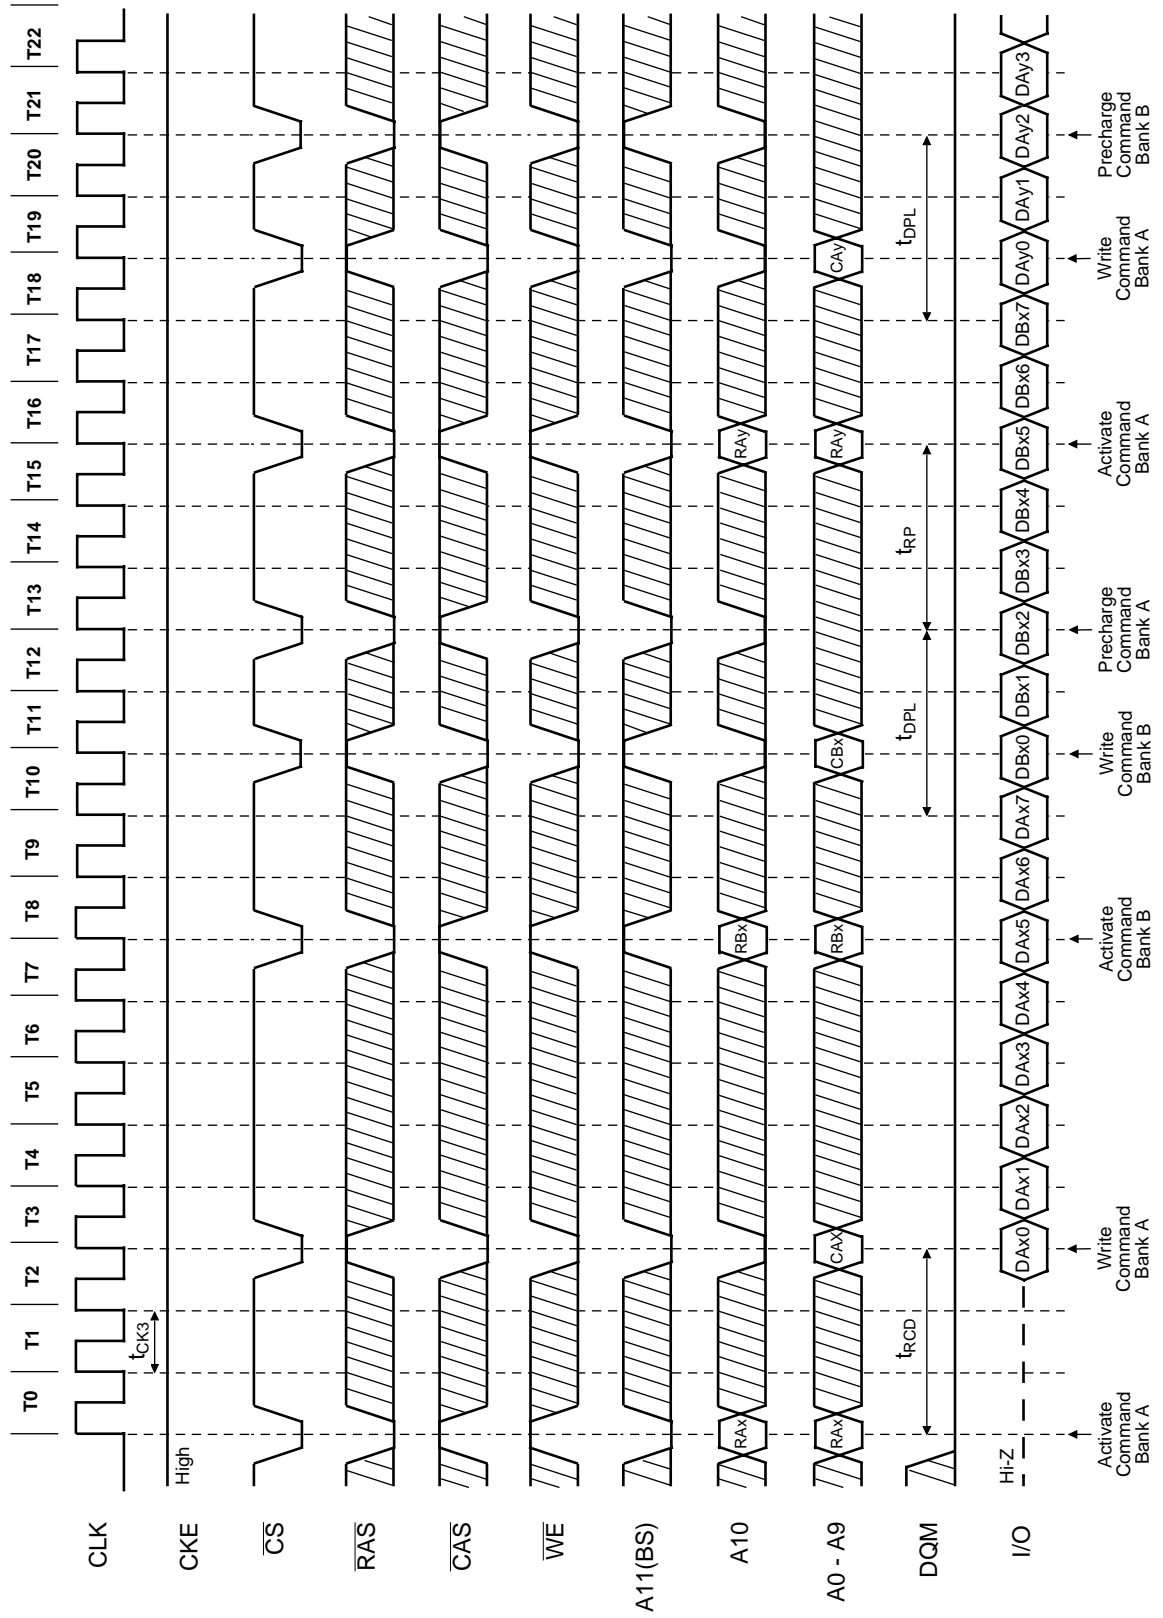 T0 T1 T2 T3 T4 T5 T6 T7 T8 T9 T10 T11 T12 T13 T14 T15 T16 T17 T18 T19 T20 T21 T22
CLK
tCK3
CKE
High
CS
RAS
CAS
WE
A11(BS)
A10
RAx RBx RAy
A0 - A9
RAx CAX RBx CBx RAy CAy
DQM
tRCD tDPL tRP tDPL
I/O
Hi-Z
DAx0 DAx1 DAx2 DAx3 DAx4 DAx5 DAx6 DAx7 DBx0 DBx1 DBx2 DBx3 DBx4 DBx5 DBx6 DBx7 DAy0 DAy1 DAy2 DAy3
Activate
Command
Bank A
Write
Command
Bank A
Activate
Command
Bank B
Write
Command
Bank B
Precharge
Command
Bank A
Activate
Command
Bank A
Write
Command
Bank A
Precharge
Command
Bank B